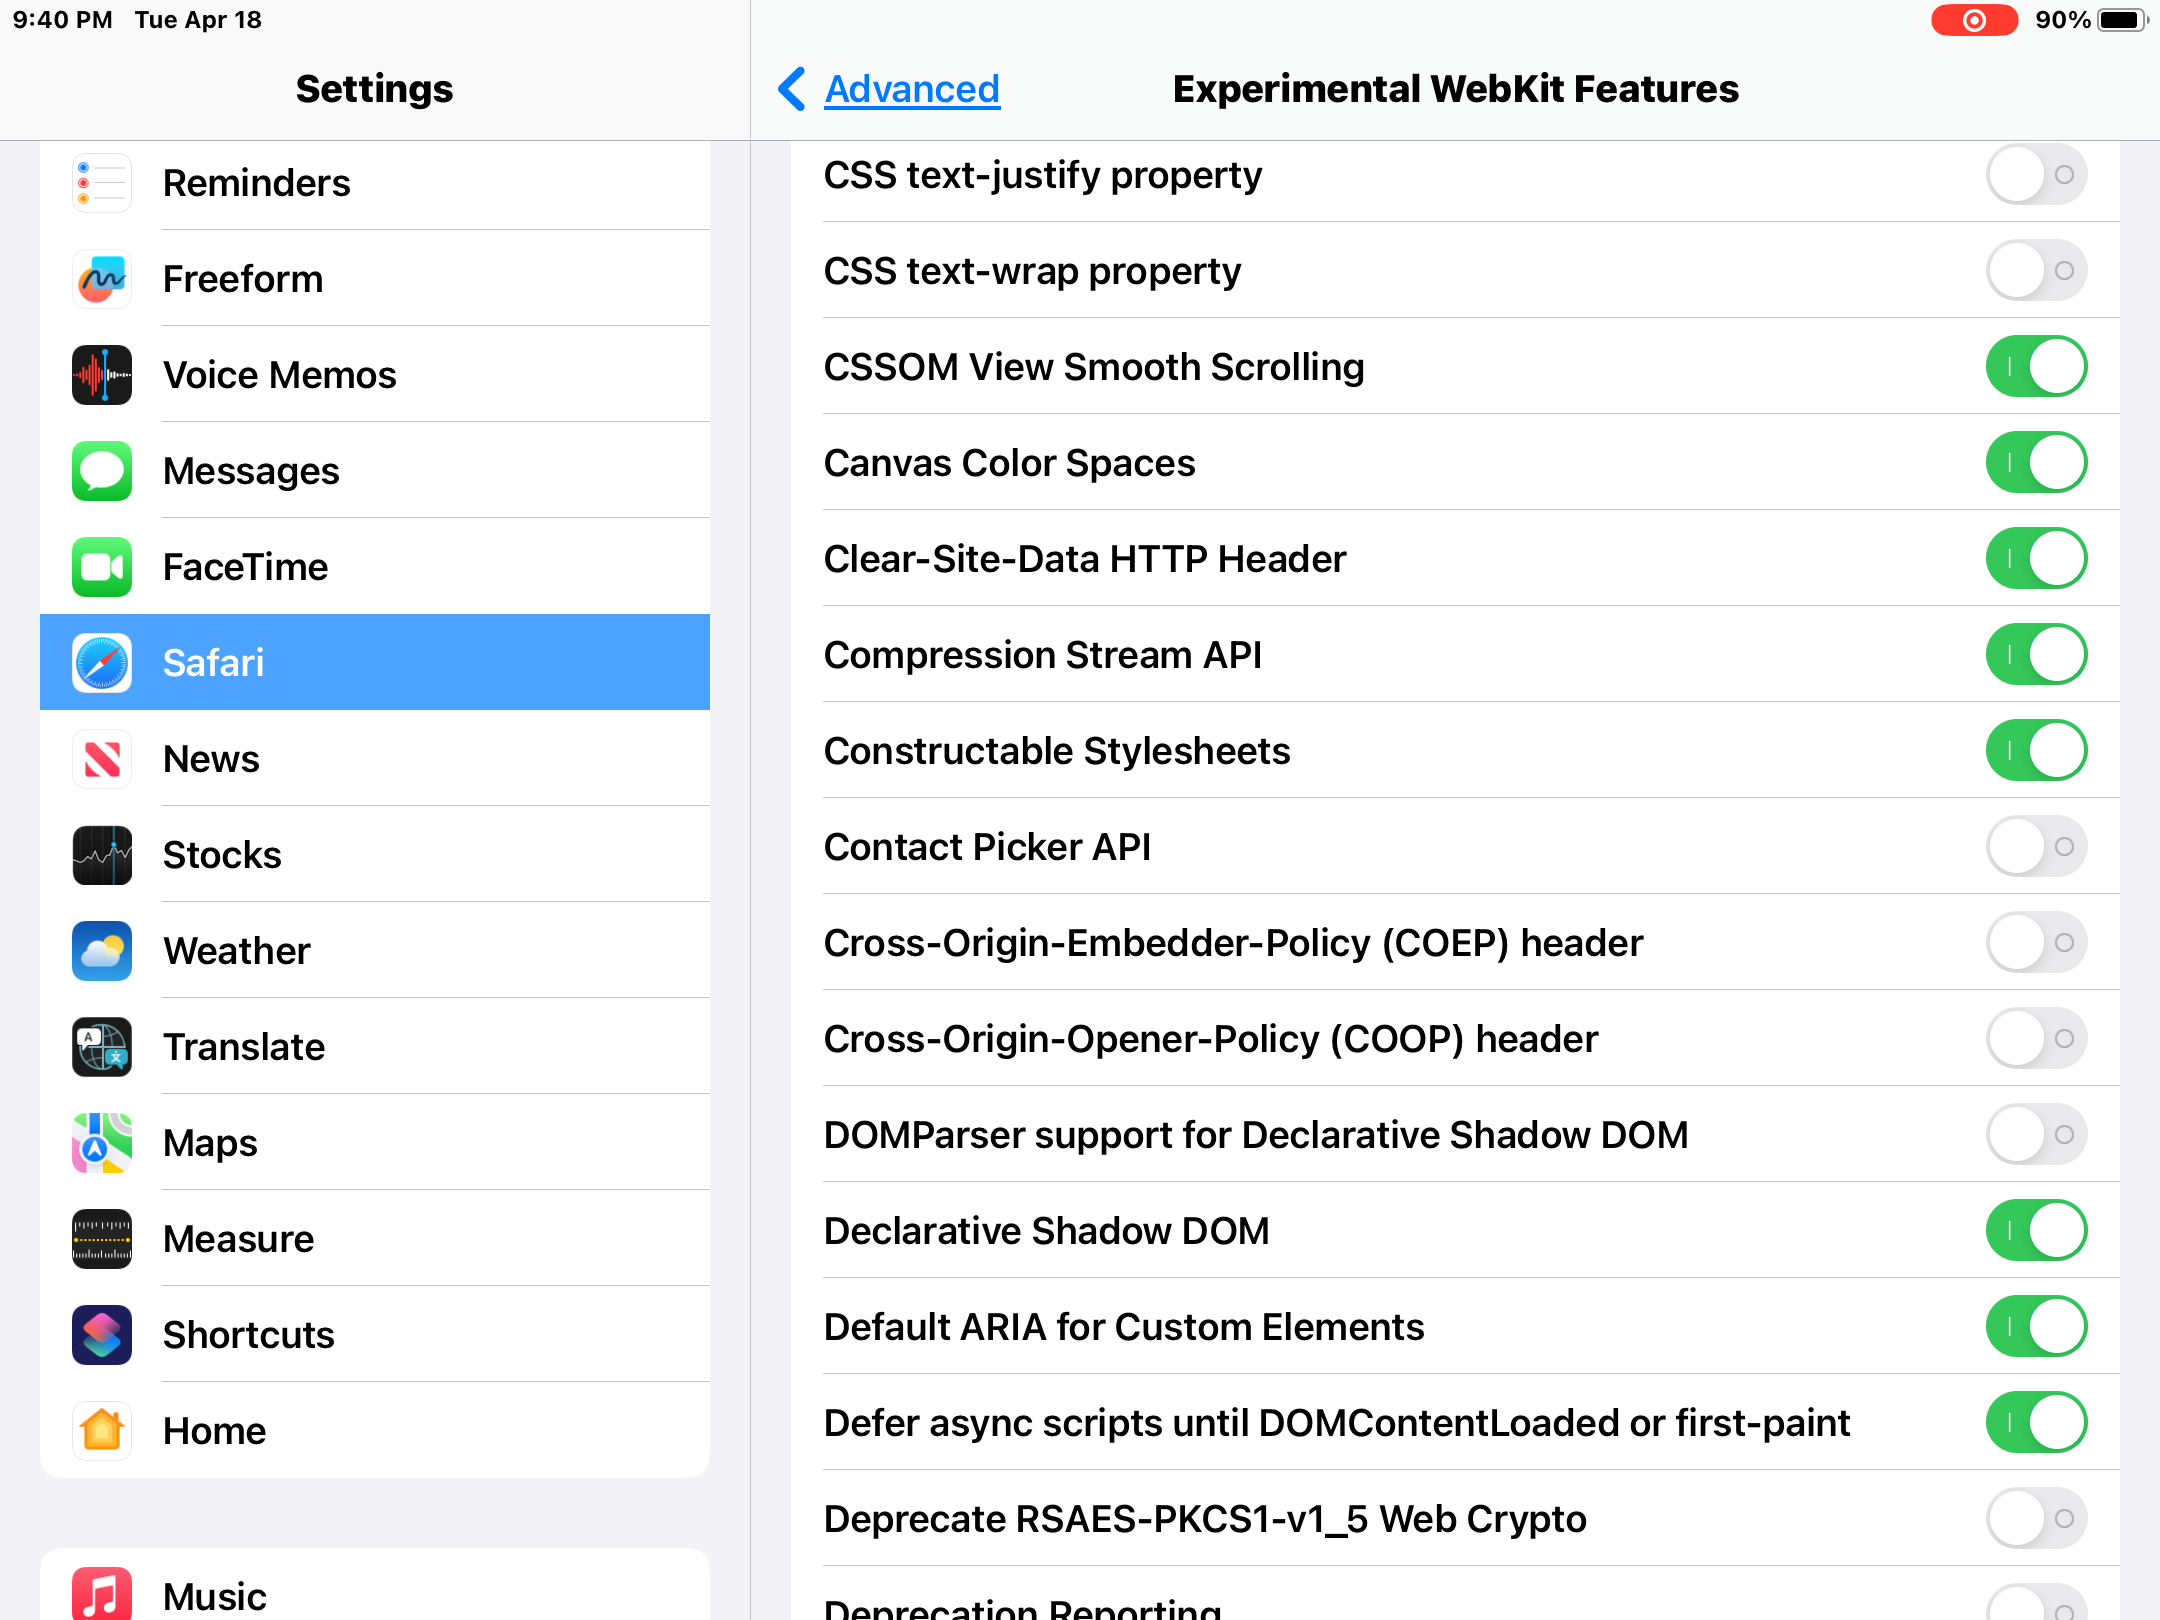 9:40 PM Tue Apr 18
90%
Settings
Reminders
Freeform
Voice Memos
Messages
FaceTime
Safari
News
Stocks
Weather
Translate
Maps
Measure
Shortcuts
Home
Music
Advanced
Experimental WebKit Features
CSS text-justify property
CSS text-wrap property
CSSOM View Smooth Scrolling
Canvas Color Spaces
Clear-Site-Data HTTP Header
Compression Stream API
Constructable Stylesheets
Contact Picker API
Cross-Origin-Embedder-Policy (COEP) header
Cross-Origin-Opener-Policy (COOP) header
DOMParser support for Declarative Shadow DOM
Declarative Shadow DOM
Default ARIA for Custom Elements
Defer async scripts until DOMContentLoaded or first-paint
Deprecate RSAES-PKCS1-v1_5 Web Crypto
Deprecation Reporting